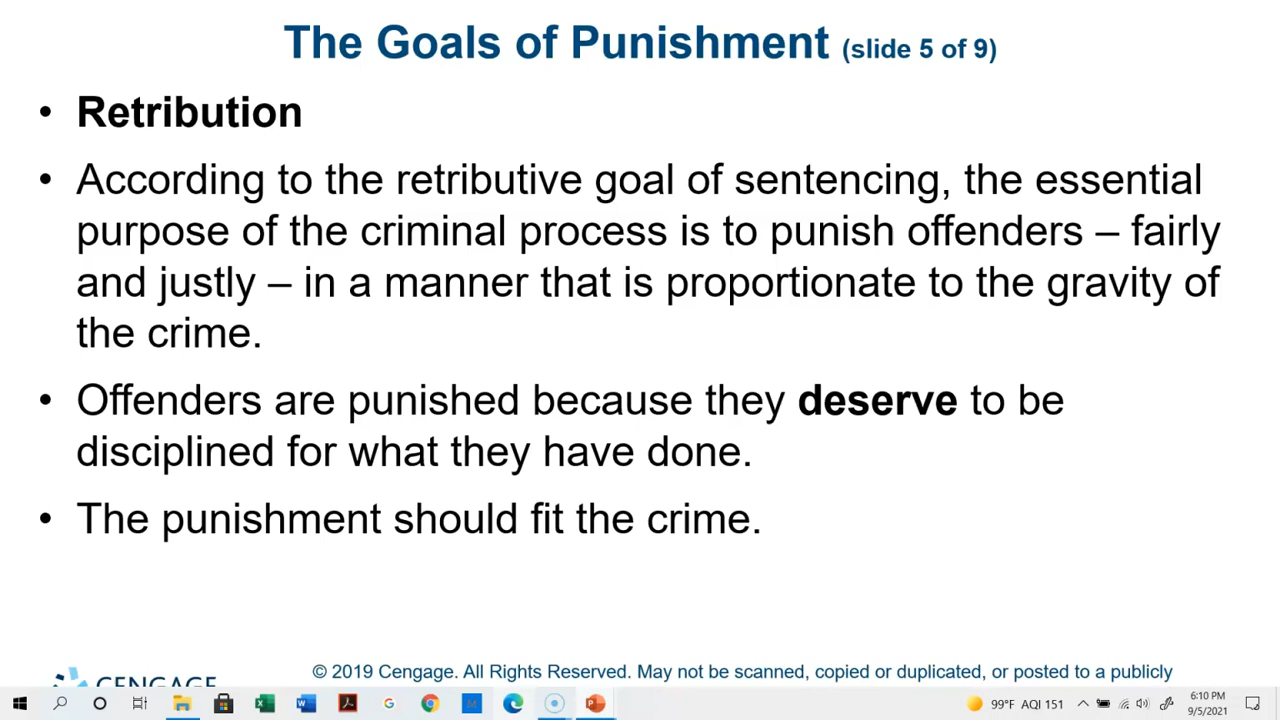 The Goals of Punishment (slide 5 of 9)
• Retribution
• According to the retributive goal of sentencing, the essential
purpose of the criminal process is to punish offenders – fairly
and justly – in a manner that is proportionate to the gravity of
the crime.
• Offenders are punished because they deserve to be
disciplined for what they have done.
• The punishment should fit the crime.
CENGAGE
© 2019 Cengage. All Rights Reserved. May not be scanned, copied or duplicated, or posted to a publicly
99°F AQI 151
6:10 PM
9/5/2021